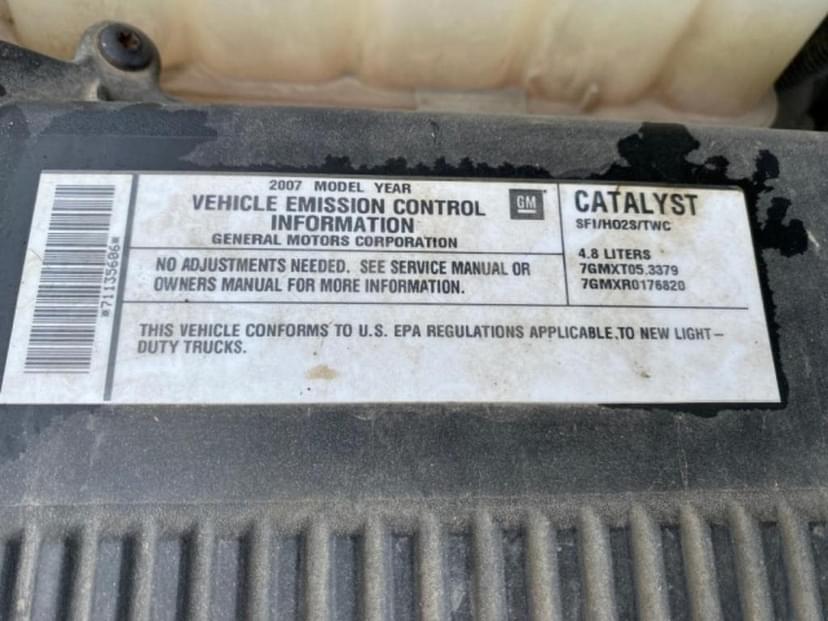 2007 MODEL YEAR
VEHICLE EMISSION CONTROL
INFORMATION
GENERAL MOTORS CORPORATION
GM
CATALYST
SFI/HO2S/TWC
4.8 LITERS
7GMXT05.3379
7GMXR0176820
NO ADJUSTMENTS NEEDED. SEE SERVICE MANUAL OR
OWNERS MANUAL FOR MORE INFORMATION.
THIS VEHICLE CONFORMS TO U.S. EPA REGULATIONS APPLICABLE,TO NEW LIGHT-
DUTY TRUCKS.
*71135606*